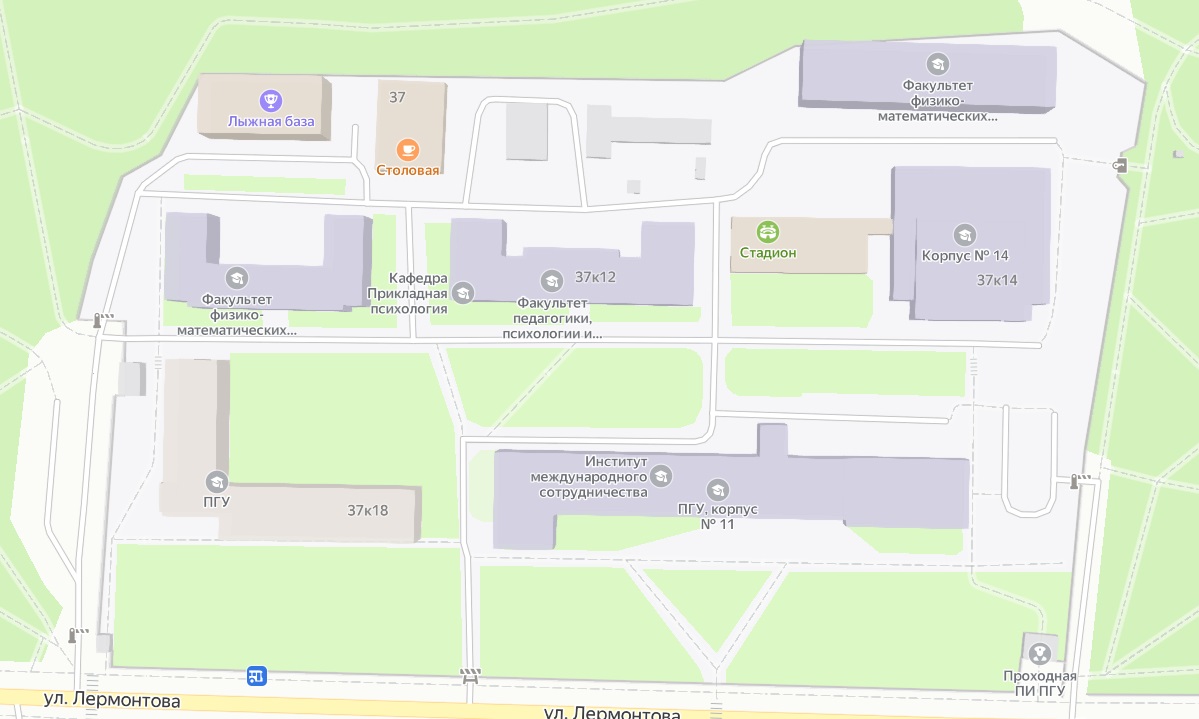 Факультет
физико-
математических...
37
Лыжная база
Столовая
Стадион
Корпус № 14
37к14
Кафедра
Прикладная
психология
37к12
Факультет
педагогики,
психологии и...
Факультет
физико-
математических...
Институт
международного
сотрудничества
ПГУ, корпус
№ 11
ПГУ
37к18
Проходная
ПИ ПГУ
ул. Лермонтова
ул. Лермонтова